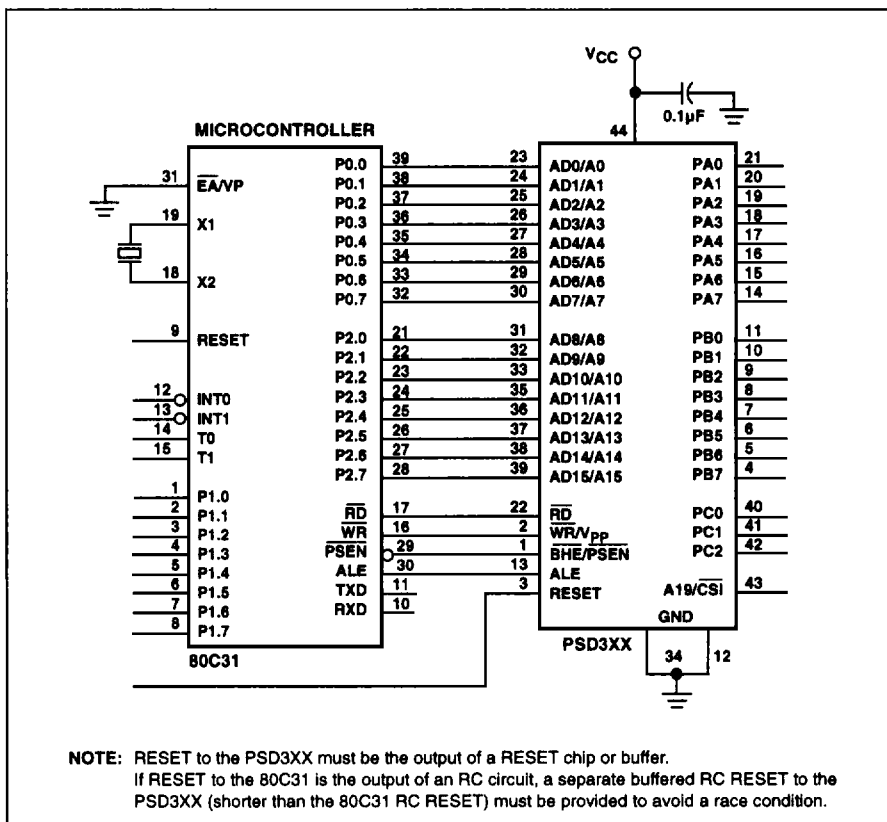 VCC
0.1µF
44
MICROCONTROLLER
31 EA/VP
19 X1
18 X2
9 RESET
12 INT0
13 INT1
14 T0
15 T1
1 P1.0
2 P1.1
3 P1.2
4 P1.3
5 P1.4
6 P1.5
7 P1.6
8 P1.7
P0.0 39
P0.1 38
P0.2 37
P0.3 36
P0.4 35
P0.5 34
P0.6 33
P0.7 32
P2.0 21
P2.1 22
P2.2 23
P2.3 24
P2.4 25
P2.5 26
P2.6 27
P2.7 28
RD 17
WR 16
PSEN 29
ALE 30
TXD 11
RXD 10
80C31
23 AD0/A0
24 AD1/A1
25 AD2/A2
26 AD3/A3
27 AD4/A4
28 AD5/A5
29 AD6/A6
30 AD7/A7
31 AD8/A8
32 AD9/A9
33 AD10/A10
35 AD11/A11
36 AD12/A12
37 AD13/A13
38 AD14/A14
39 AD15/A15
22 RD
2 WR/VPP
1 BHE/PSEN
13 ALE
3 RESET
PA0 21
PA1 20
PA2 19
PA3 18
PA4 17
PA5 16
PA6 15
PA7 14
PB0 11
PB1 10
PB2 9
PB3 8
PB4 7
PB5 6
PB6 5
PB7 4
PC0 40
PC1 41
PC2 42
A19/CSI 43
GND
PSD3XX
34 12
NOTE: RESET to the PSD3XX must be the output of a RESET chip or buffer.
If RESET to the 80C31 is the output of an RC circuit, a separate buffered RC RESET to the
PSD3XX (shorter than the 80C31 RC RESET) must be provided to avoid a race condition.